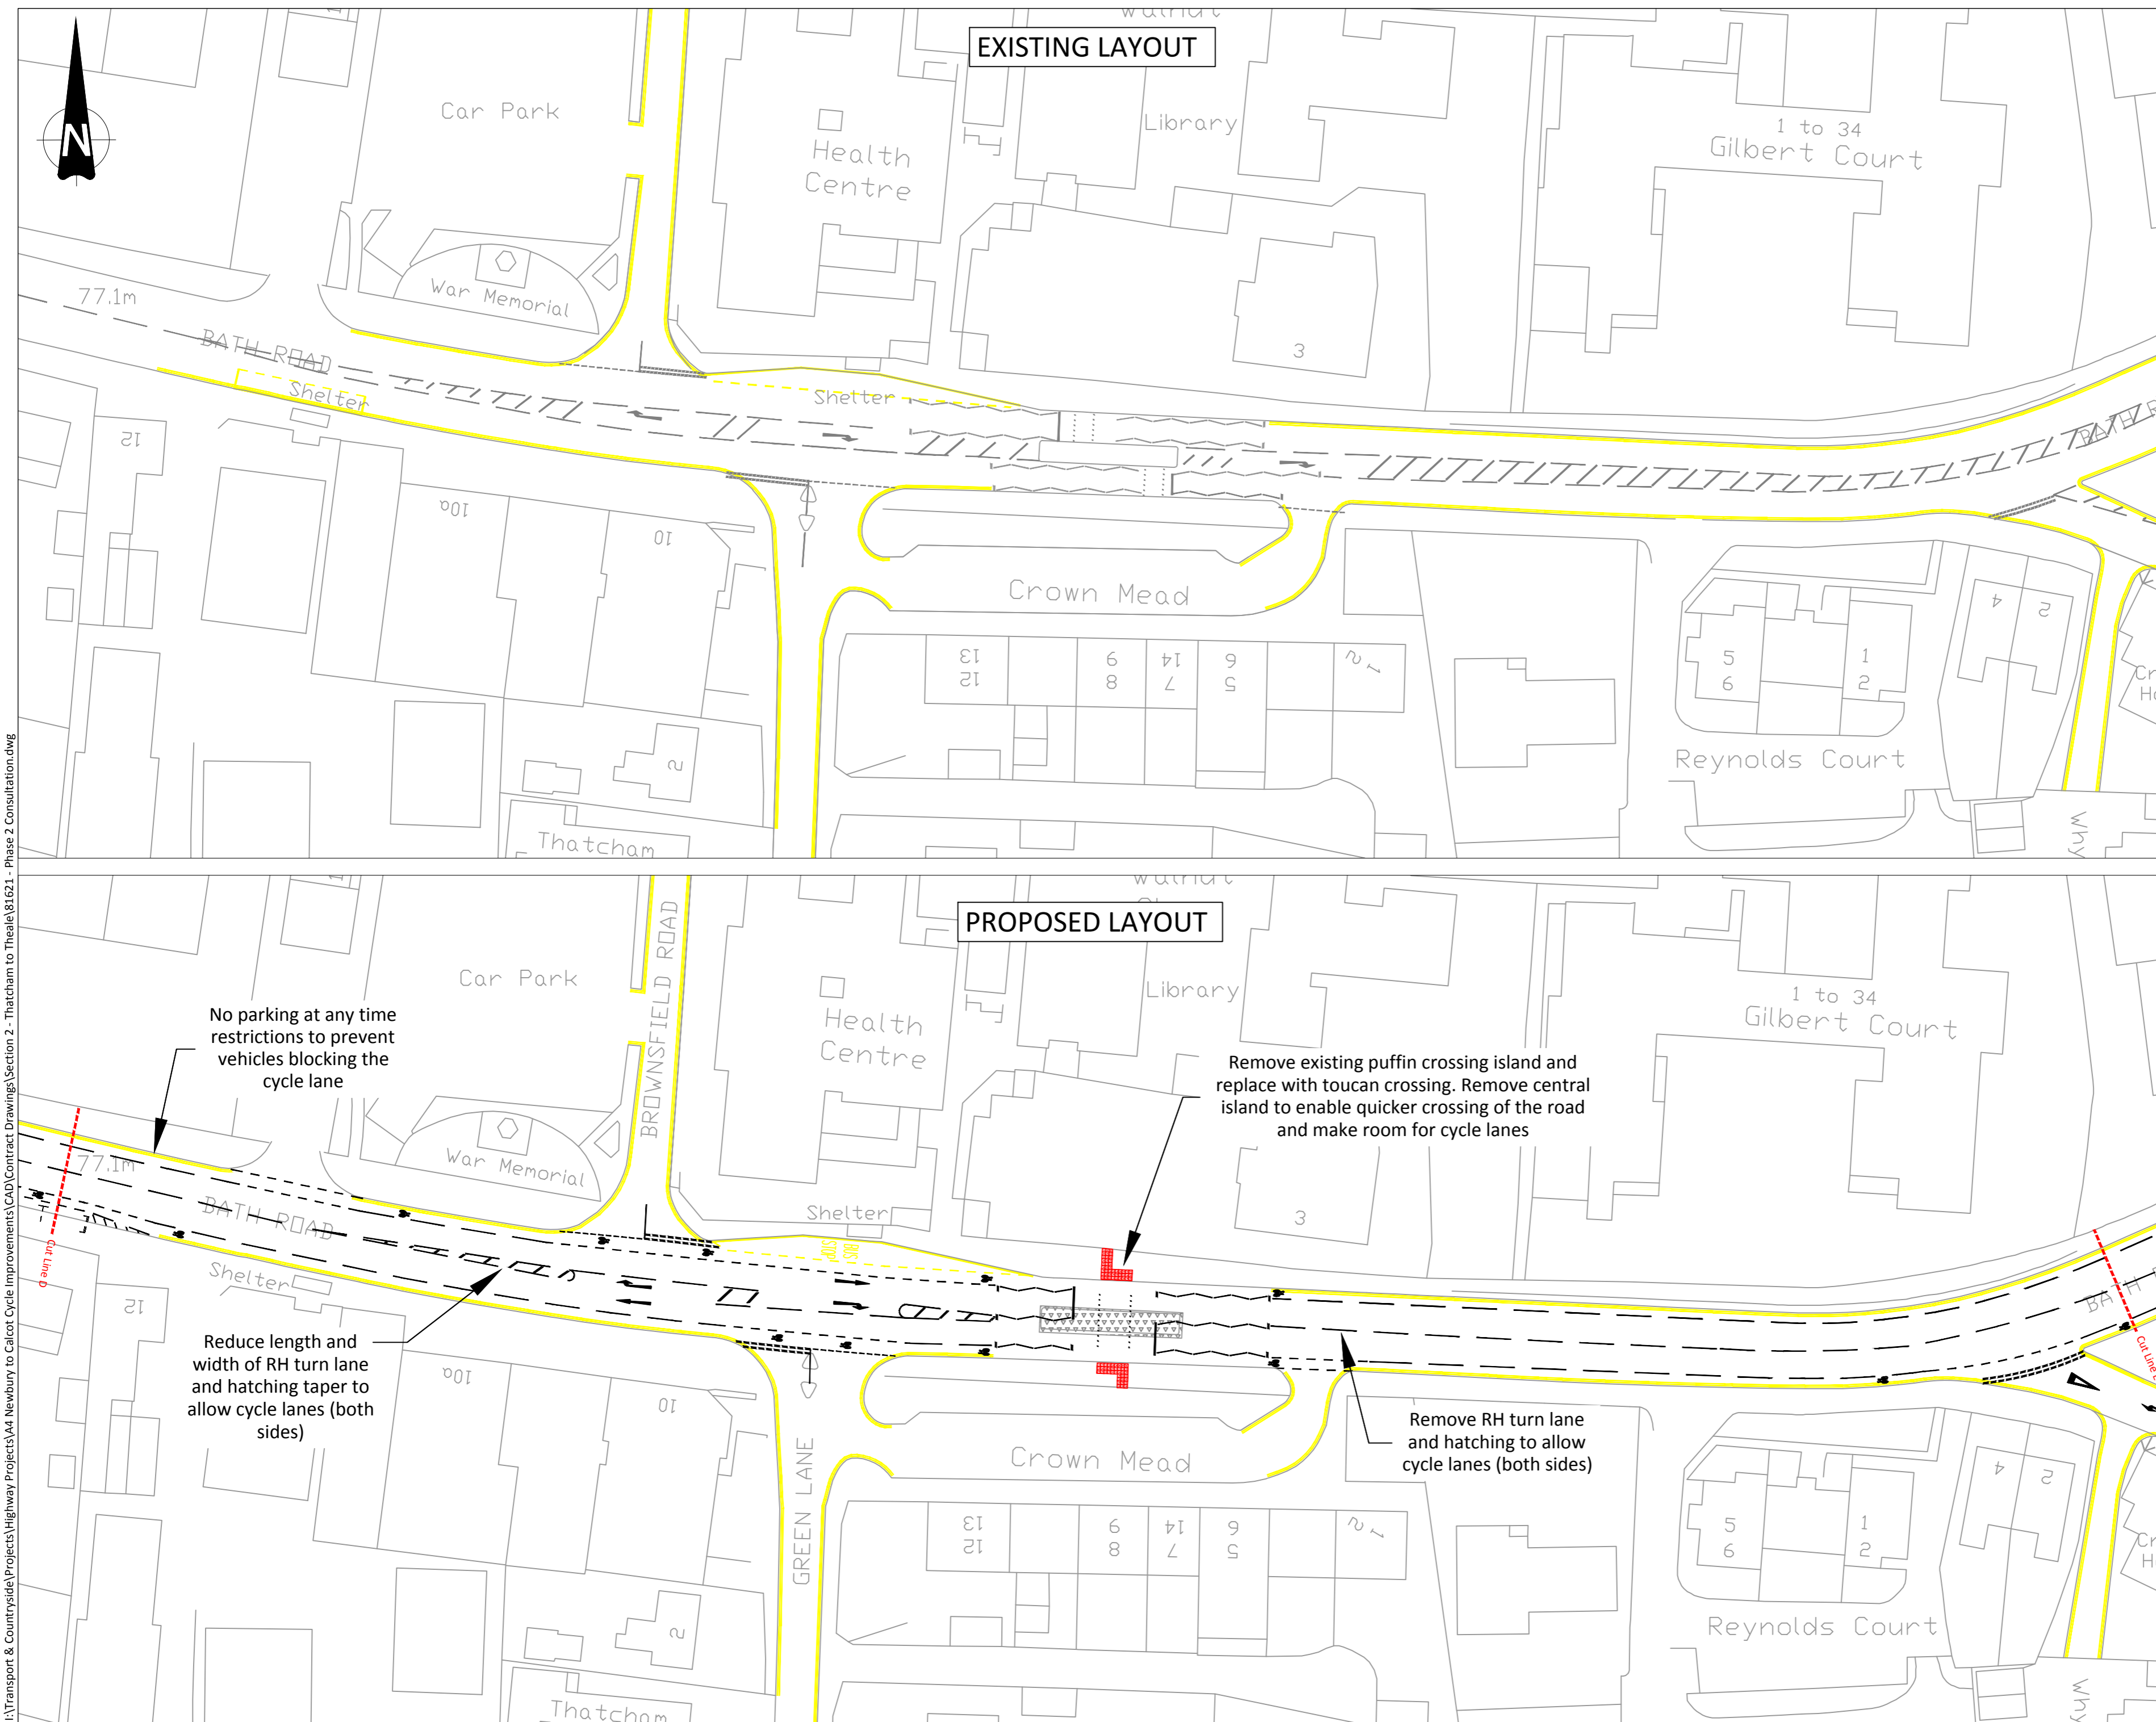 EXISTING LAYOUT
N
Car Park
Health
Centre
Library
1 to 34
Gilbert Court
War Memorial
77.1m
BATH ROAD
Shelter
Shelter
3
12
10a
10
Crown Mead
13
12
9
8
14
7
6
5
2
1
5
6
1
2
4
2
Reynolds Court
2
Thatcham
PROPOSED LAYOUT
BROWNSFIELD ROAD
Car Park
Health
Centre
Library
1 to 34
Gilbert Court
No parking at any time
restrictions to prevent
vehicles blocking the
cycle lane
Remove existing puffin crossing island and
replace with toucan crossing. Remove central
island to enable quicker crossing of the road
and make room for cycle lanes
War Memorial
77.1m
BATH ROAD
Shelter
BUS
STOP
3
Cut Line D
Shelter
12
Reduce length and
width of RH turn lane
and hatching taper to
allow cycle lanes (both
sides)
10a
10
GREEN LANE
Crown Mead
Remove RH turn lane
and hatching to allow
cycle lanes (both sides)
13
12
9
8
14
7
6
5
2
1
5
6
1
2
4
2
Reynolds Court
2
Thatcham
I:\Transport & Countryside\Projects\Highway Projects\A4 Newbury to Calcot Cycle Improvements\CAD\Contract Drawings\Section 2 - Thatcham to Theale\81621 - Phase 2 Consultation.dwg